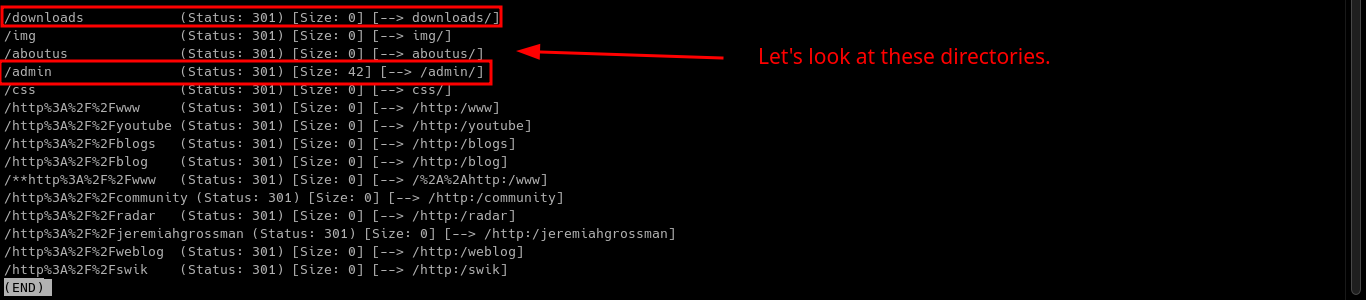 /downloads (Status: 301) [Size: 0] [--> downloads/]
/img (Status: 301) [Size: 0] [--> img/]
/aboutus (Status: 301) [Size: 0] [--> aboutus/]
Let's look at these directories.
/admin (Status: 301) [Size: 42] [--> /admin/]
/css (Status: 301) [Size: 0] [--> css/]
/http%3A%2F%2Fwww (Status: 301) [Size: 0] [--> /http:/www]
/http%3A%2F%2Fyoutube (Status: 301) [Size: 0] [--> /http:/youtube]
/http%3A%2F%2Fblogs (Status: 301) [Size: 0] [--> /http:/blogs]
/http%3A%2F%2Fblog (Status: 301) [Size: 0] [--> /http:/blog]
/**http%3A%2F%2Fwww (Status: 301) [Size: 0] [--> /%2A%2Ahttp:/www]
/http%3A%2F%2Fcommunity (Status: 301) [Size: 0] [--> /http:/community]
/http%3A%2F%2Fradar (Status: 301) [Size: 0] [--> /http:/radar]
/http%3A%2F%2Fjeremiahgrossman (Status: 301) [Size: 0] [--> /http:/jeremiahgrossman]
/http%3A%2F%2Fweblog (Status: 301) [Size: 0] [--> /http:/weblog]
/http%3A%2F%2Fswik (Status: 301) [Size: 0] [--> /http:/swik]
(END)